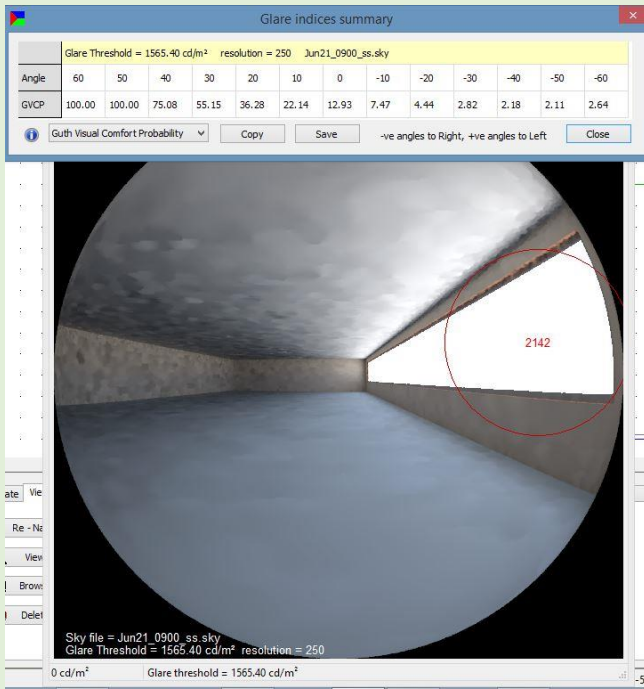 Glare indices summary
Glare Threshold = 1565.40 cd/m² resolution = 250 Jun21_0900_ss.sky
Angle 60 50 40 30 20 10 0 -10 -20 -30 -40 -50 -60
GVCP 100.00 100.00 75.08 55.15 36.28 22.14 12.93 7.47 4.44 2.82 2.18 2.11 2.64
Guth Visual Comfort Probability Copy Save -ve angles to Right, +ve angles to Left Close
2142
ate Vie
Re - Na
View
Brows
Delet
Sky file = Jun21_0900_ss.sky
Glare Threshold = 1565.40 cd/m² resolution = 250
0 cd/m² Glare threshold = 1565.40 cd/m²